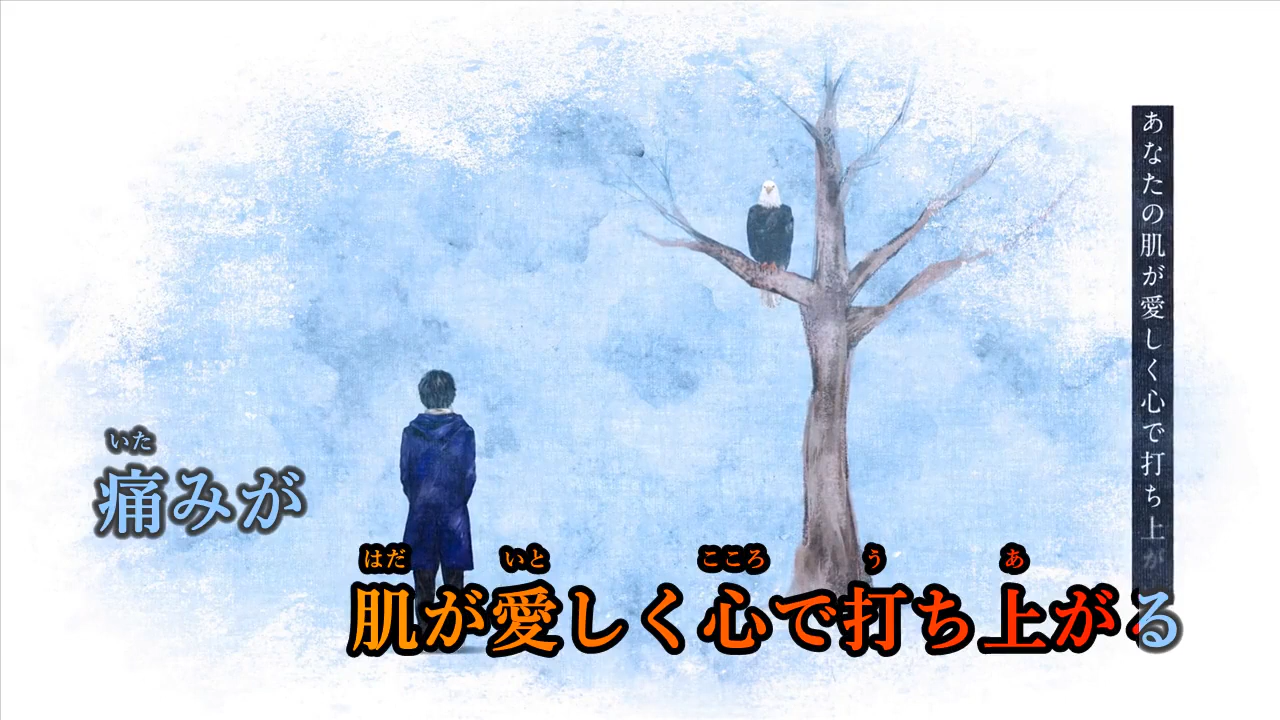 あなたの肌が愛しく心で打ち上が
いた
痛みが
はだ いと こころ う あ
肌が愛しく心で打ち上がる